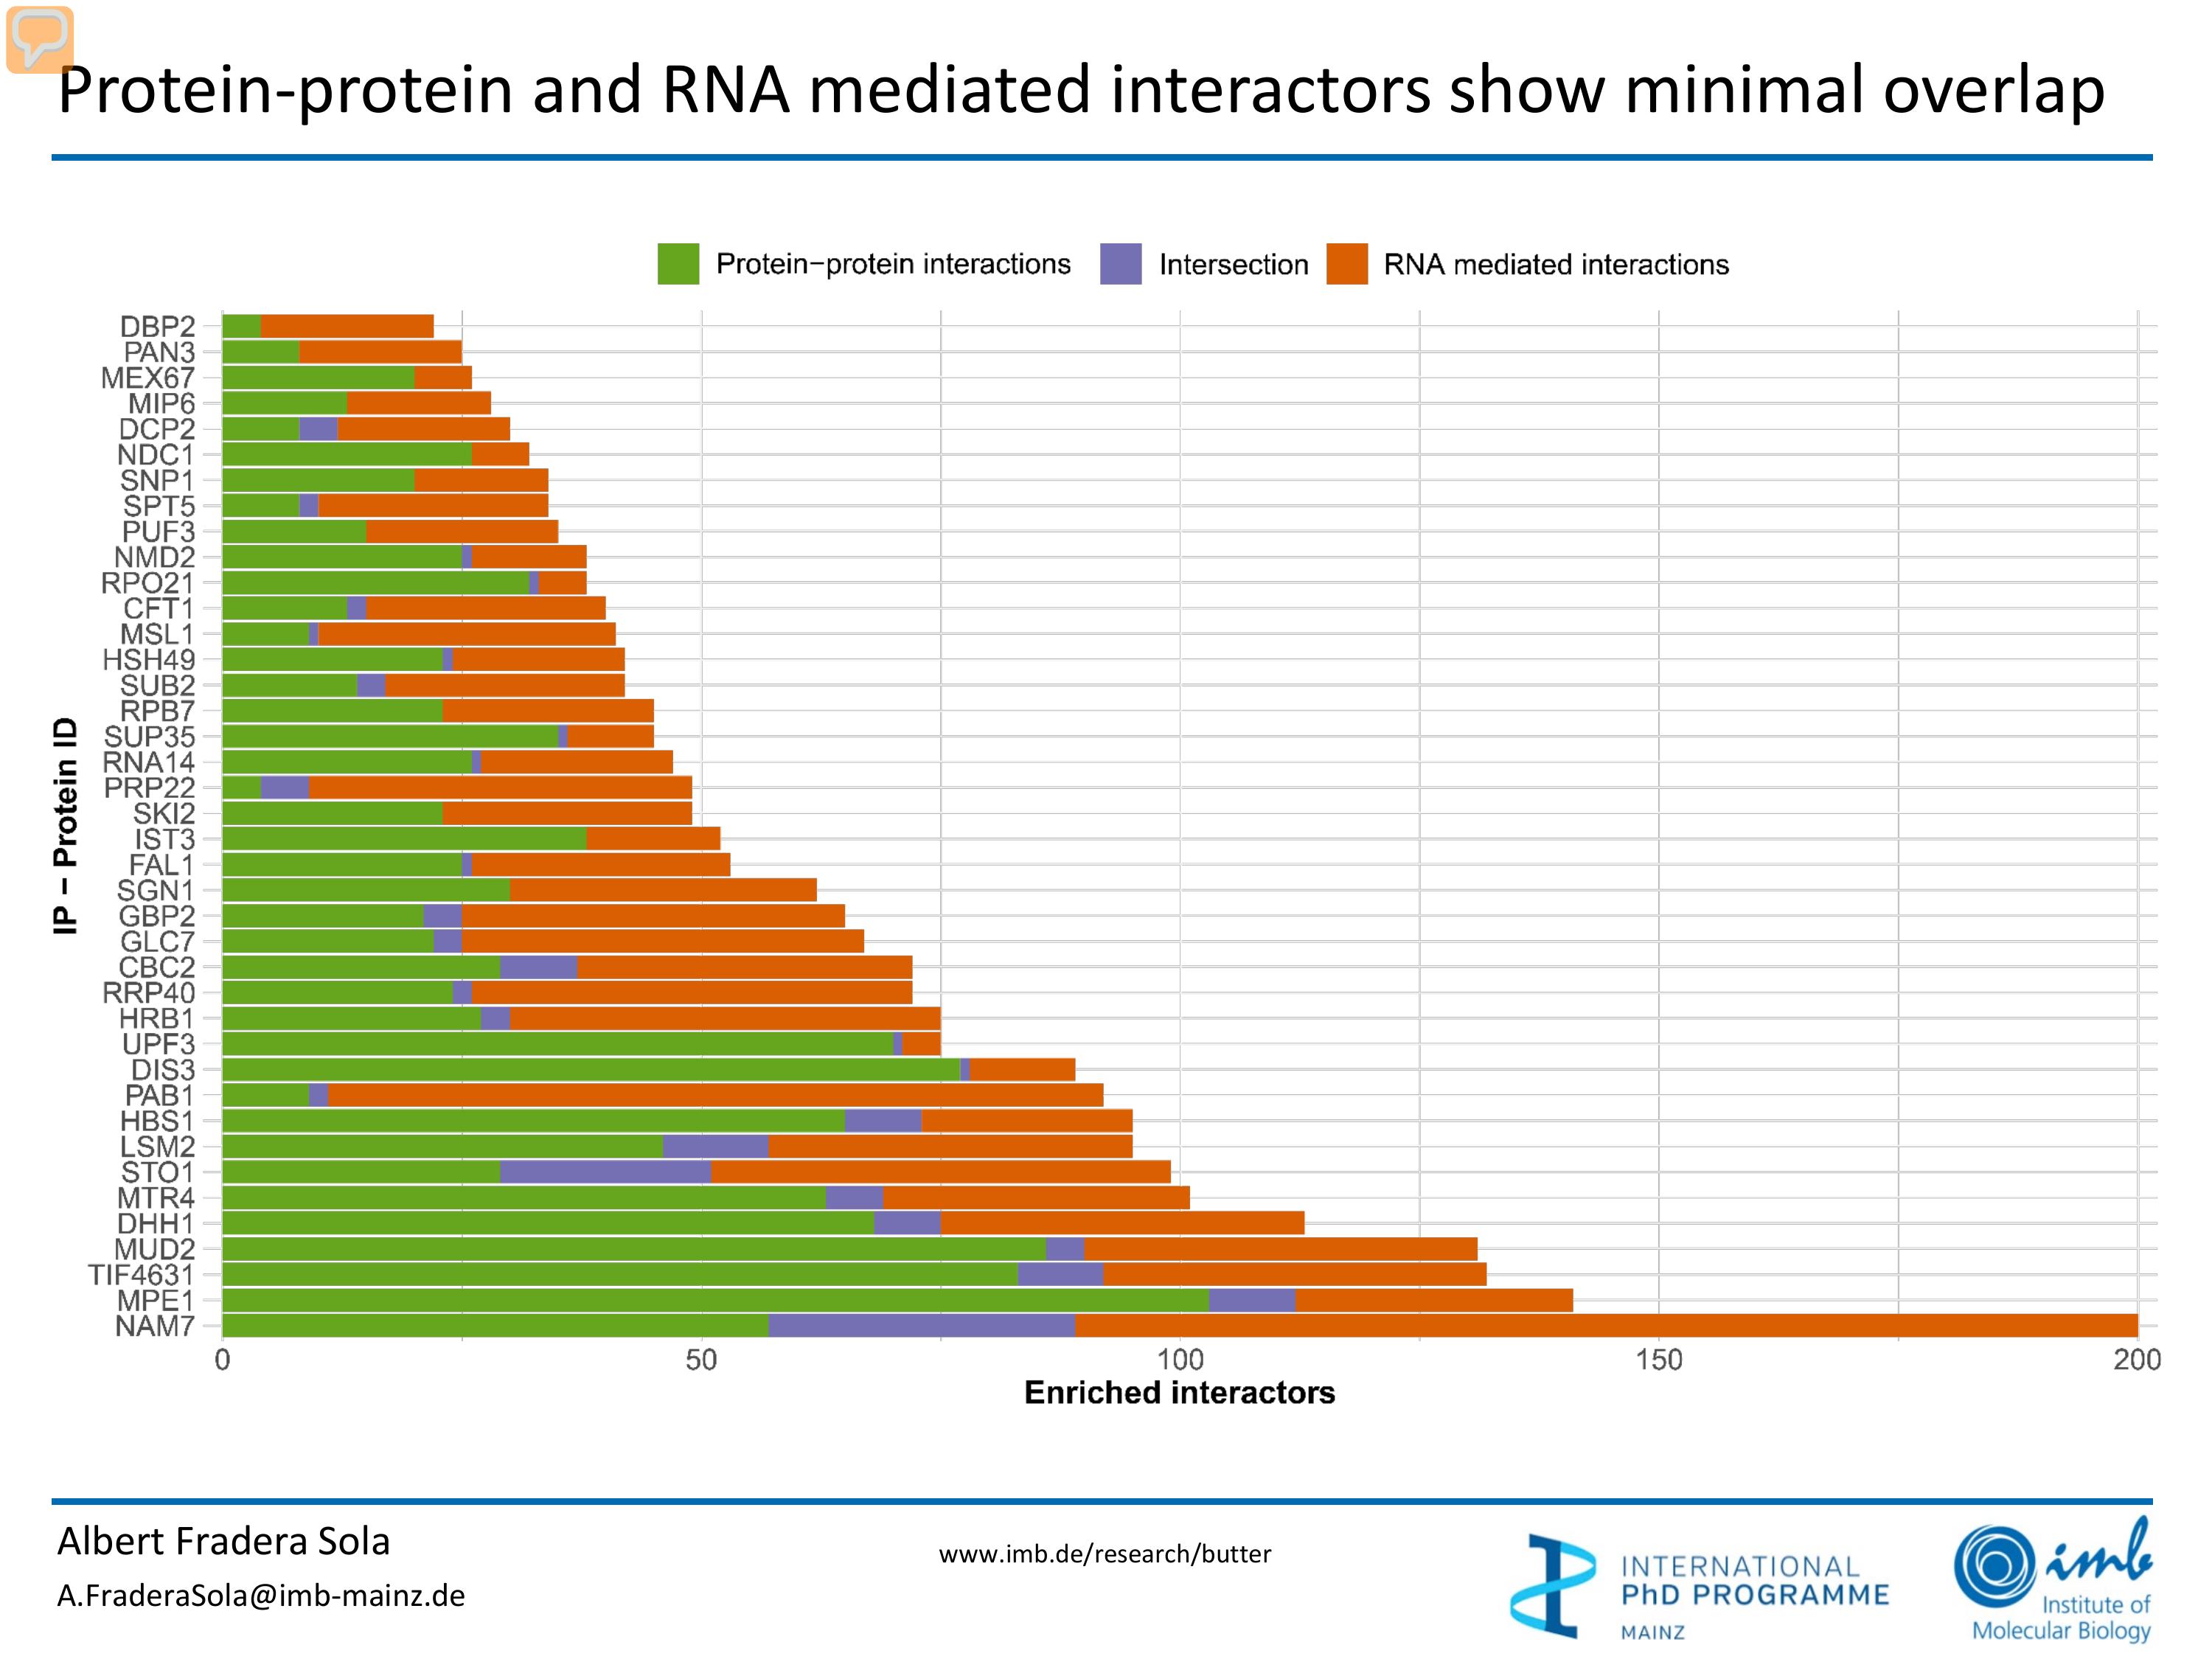 Protein-protein and RNA mediated interactors show minimal overlap
Protein−protein interactions
Intersection
RNA mediated interactions
IP − Protein ID
DBP2
PAN3
MEX67
MIP6
DCP2
NDC1
SNP1
SPT5
PUF3
NMD2
RPO21
CFT1
MSL1
HSH49
SUB2
RPB7
SUP35
RNA14
PRP22
SKI2
IST3
FAL1
SGN1
GBP2
GLC7
CBC2
RRP40
HRB1
UPF3
DIS3
PAB1
HBS1
LSM2
STO1
MTR4
DHH1
MUD2
TIF4631
MPE1
NAM7
0 50 100 150 200
Enriched interactors
Albert Fradera Sola
A.FraderaSola@imb-mainz.de
www.imb.de/research/butter
INTERNATIONAL
PhD PROGRAMME
MAINZ
imb
Institute of
Molecular Biology